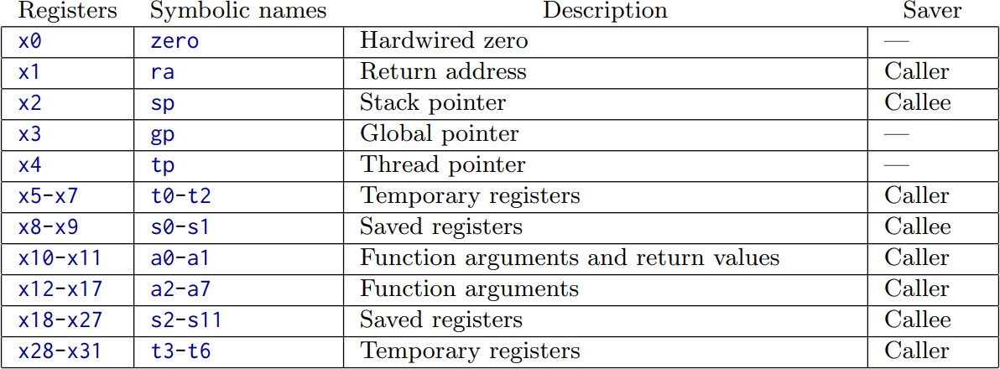 Registers Symbolic names Description Saver
x0 zero Hardwired zero —
x1 ra Return address Caller
x2 sp Stack pointer Callee
x3 gp Global pointer —
x4 tp Thread pointer —
x5-x7 t0-t2 Temporary registers Caller
x8-x9 s0-s1 Saved registers Callee
x10-x11 a0-a1 Function arguments and return values Caller
x12-x17 a2-a7 Function arguments Caller
x18-x27 s2-s11 Saved registers Callee
x28-x31 t3-t6 Temporary registers Caller